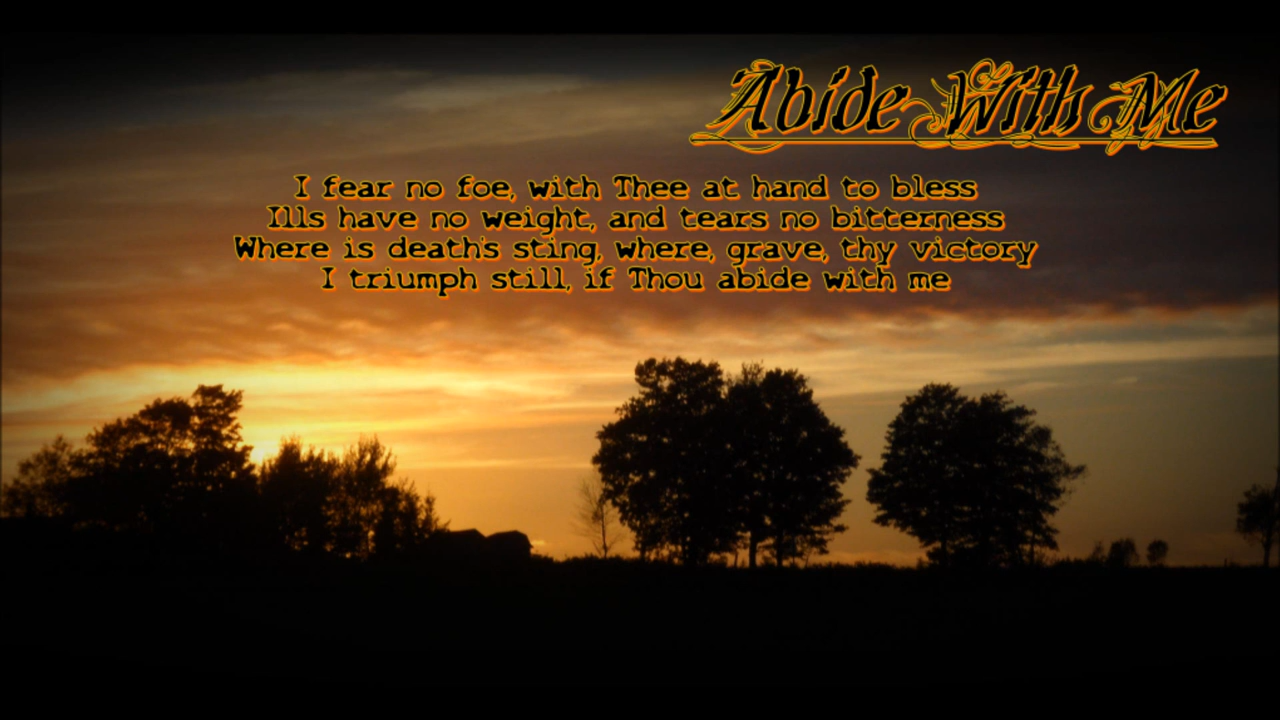 Abide With Me
I fear no foe, with Thee at hand to bless
Ills have no weight, and tears no bitterness
Where is death's sting, where, grave, thy victory
I triumph still, if Thou abide with me